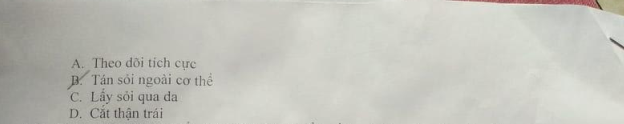 A. Theo dõi tích cực
B. Tán sỏi ngoài cơ thể
C. Lấy sỏi qua da
D. Cắt thận trái